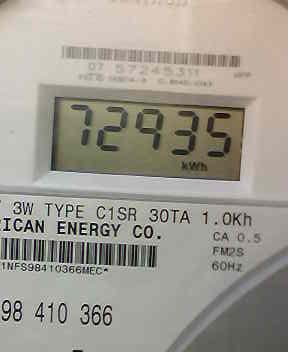 07 57245311
72935
kWh
3W TYPE C1SR 30TA 1.0Kh
RICAN ENERGY CO. CA 0.5
FM2S
1NFS98410366MEC* 60Hz
98 410 366